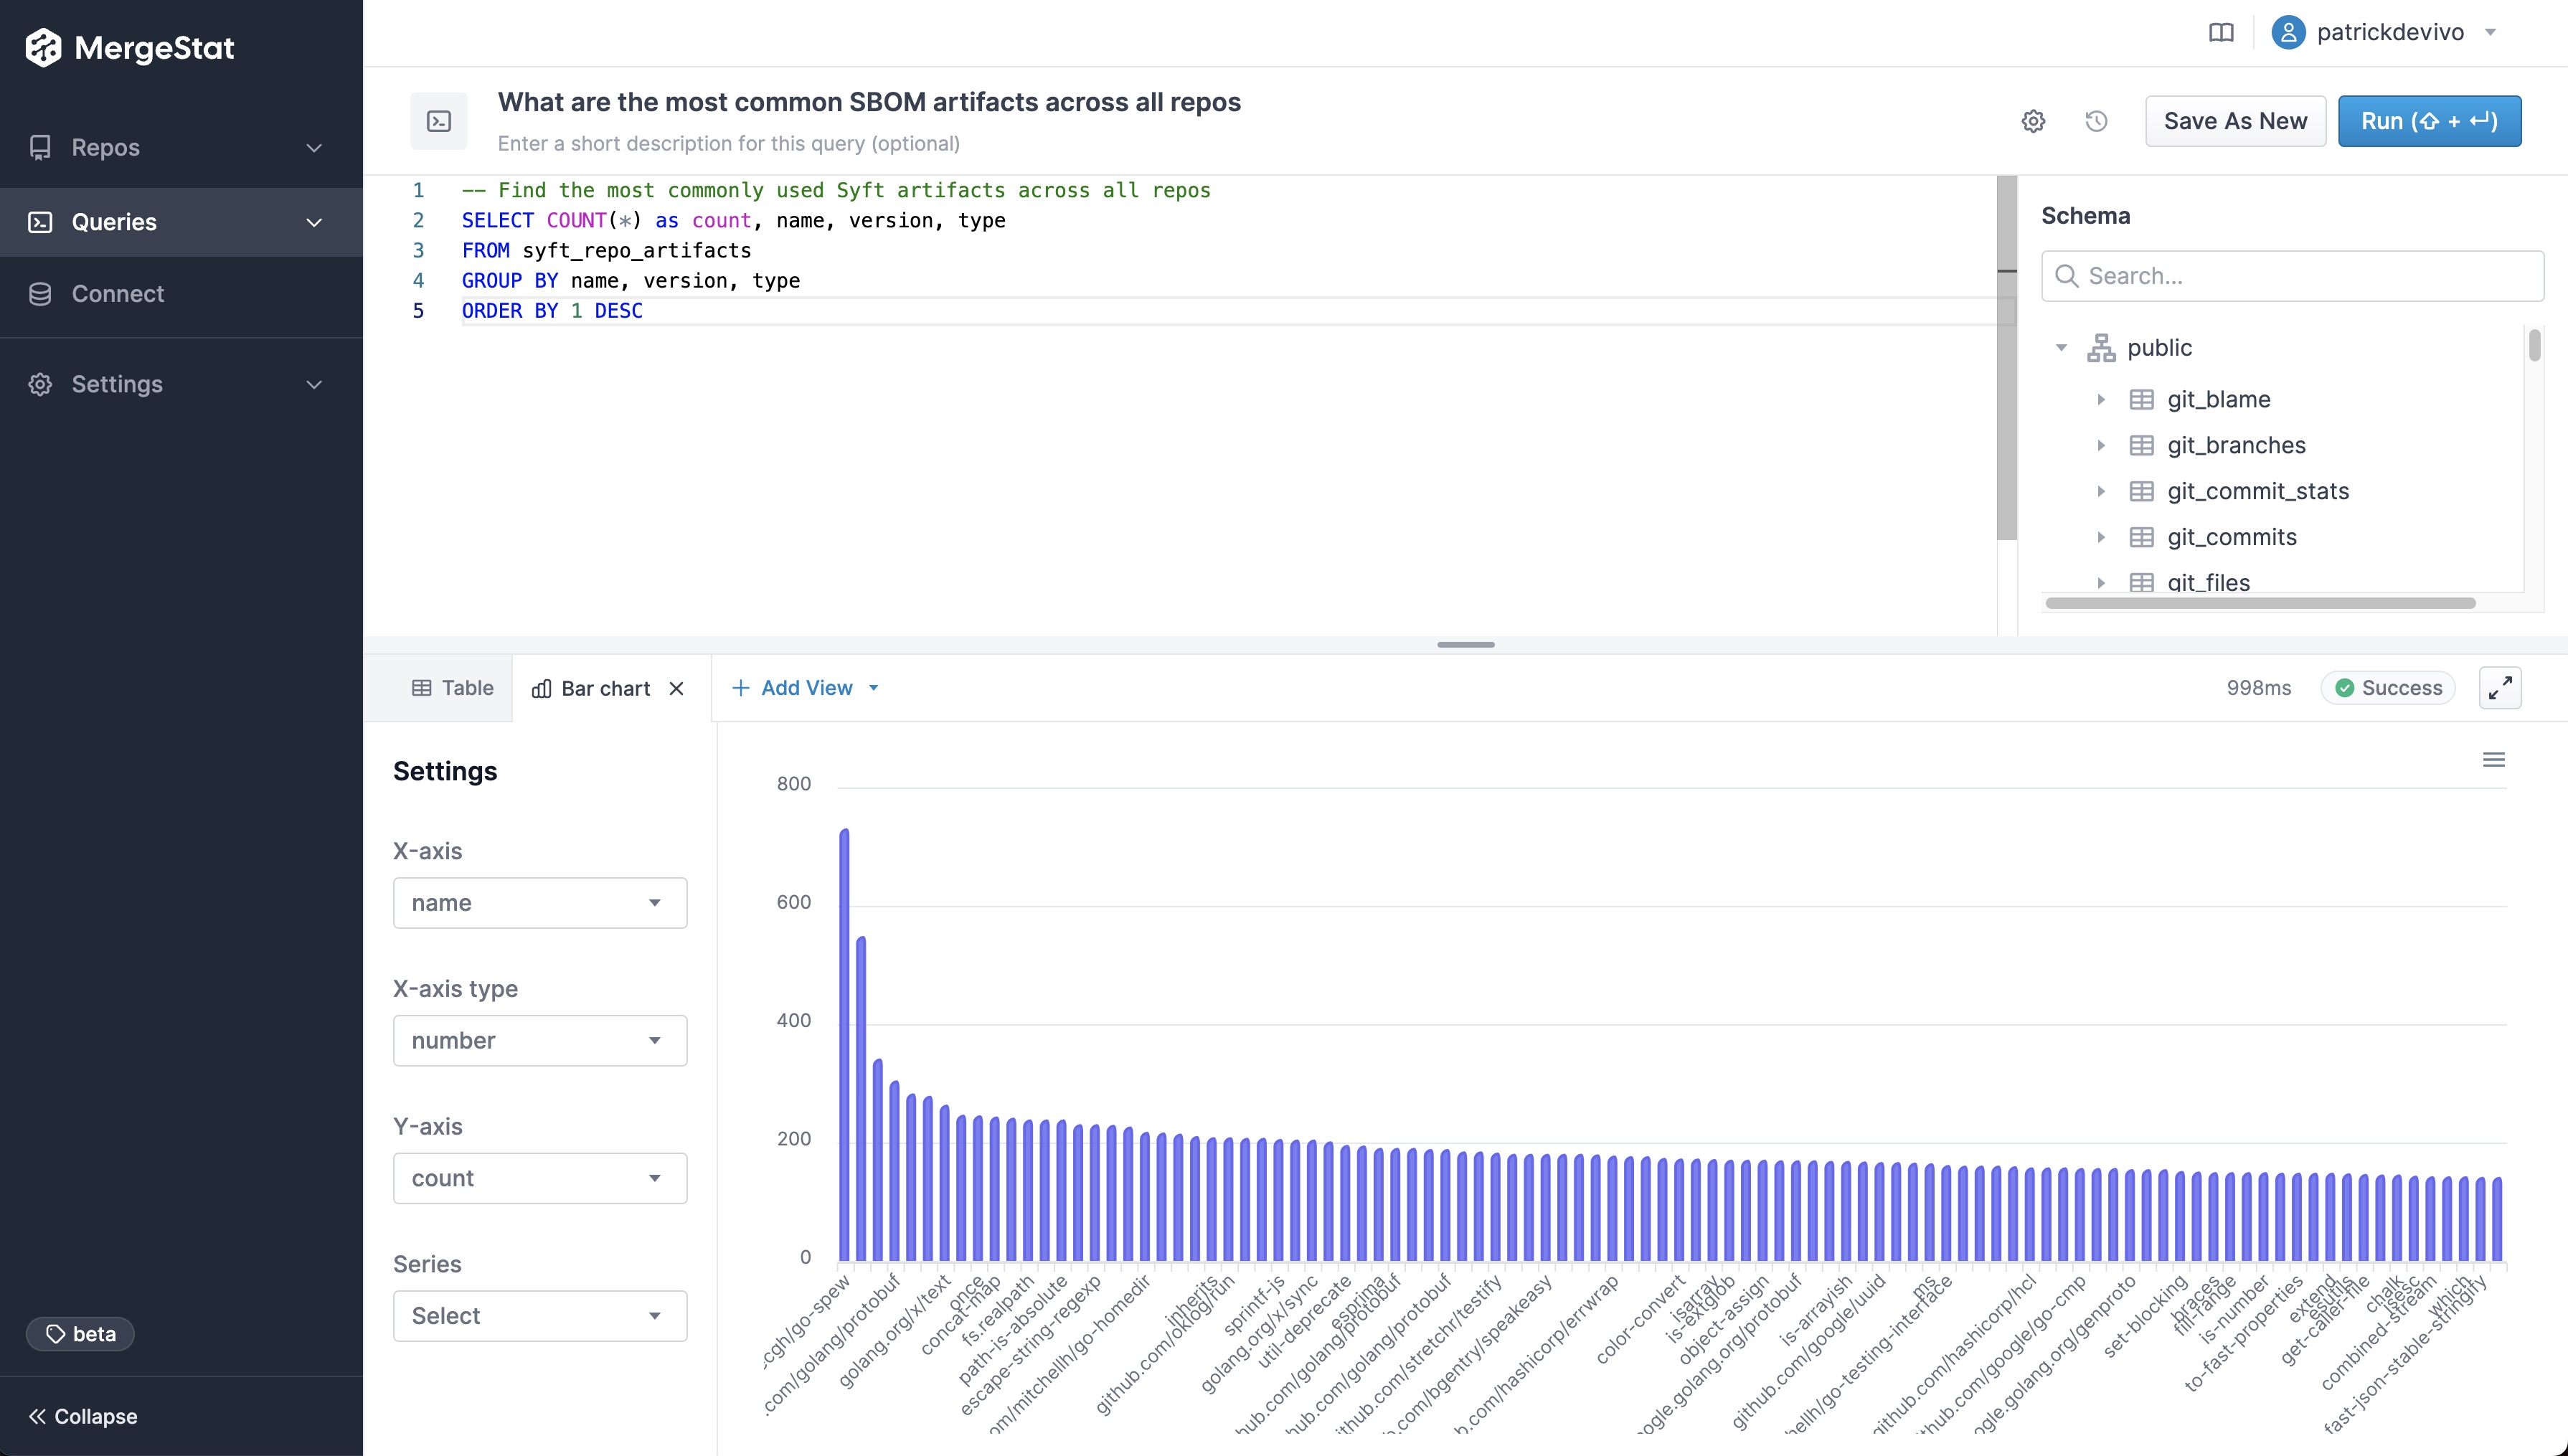 MergeStat
Repos
Queries
Connect
Settings
beta
Collapse
patrickdevivo
What are the most common SBOM artifacts across all repos
Enter a short description for this query (optional)
Save As New
Run (⇧ + ↵)
1 -- Find the most commonly used Syft artifacts across all repos
2 SELECT COUNT(*) as count, name, version, type
3 FROM syft_repo_artifacts
4 GROUP BY name, version, type
5 ORDER BY 1 DESC
Schema
Search...
public
git_blame
git_branches
git_commit_stats
git_commits
git_files
Table
Bar chart
Add View
998ms
Success
Settings
X-axis
name
X-axis type
number
Y-axis
count
Series
Select
800
600
400
200
0
cgh/go-spew
.com/golang/protobuf
golang.org/x/text
once
concat-map
fs.realpath
path-is-absolute
escape-string-regexp
om/mitchellh/go-homedir
inherits
github.com/oklog/run
sprintf-js
golang.org/x/sync
util-deprecate
esprima
hub.com/golang/protobuf
hub.com/golang/protobuf
ithub.com/stretchr/testify
.com/bgentry/speakeasy
b.com/hashicorp/errwrap
color-convert
isarray
is-extglob
object-assign
oogle.golang.org/protobuf
is-arrayish
github.com/google/uuid
ms
hellh/go-testing-interface
github.com/hashicorp/hcl
ithub.com/google/go-cmp
ogle.golang.org/genproto
set-blocking
braces
fill-range
is-number
to-fast-properties
extend
esutils
get-caller-file
chalk
jsesc
combined-stream
which
fast-json-stable-stringify